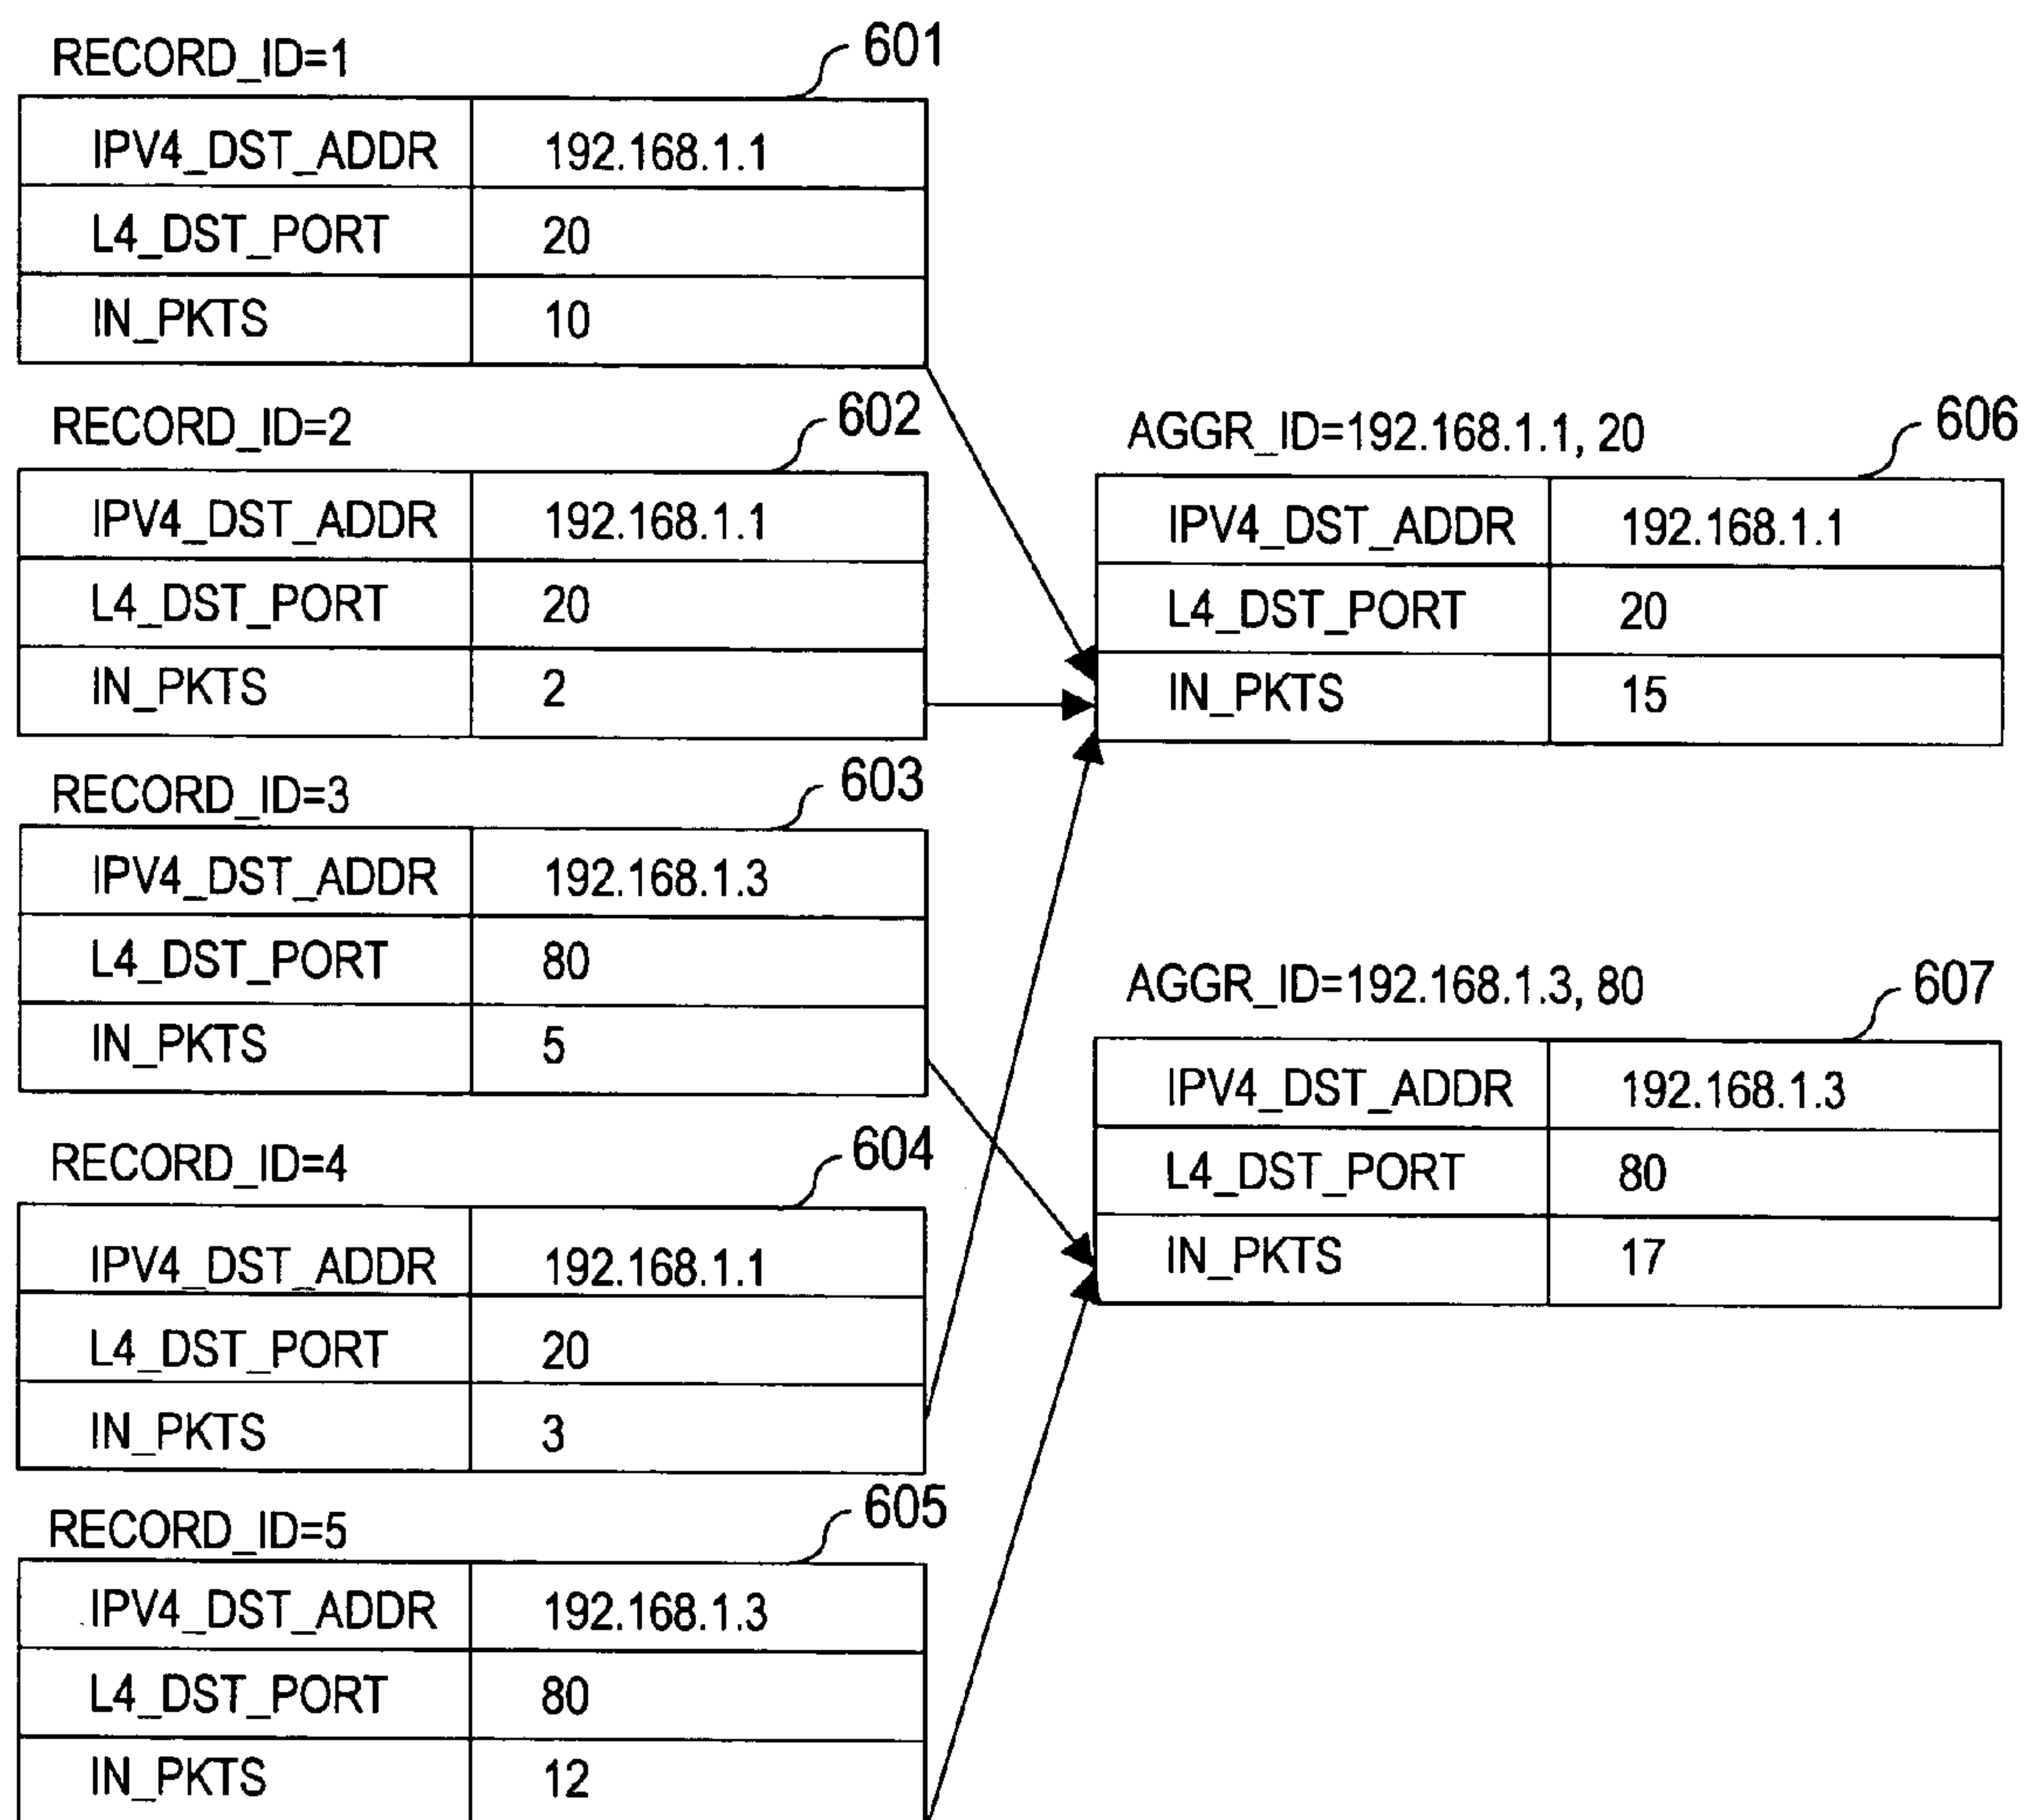 RECORD_ID=1
601
IPV4_DST_ADDR 192.168.1.1
L4_DST_PORT 20
IN_PKTS 10
RECORD_ID=2
602
IPV4_DST_ADDR 192.168.1.1
L4_DST_PORT 20
IN_PKTS 2
RECORD_ID=3
603
IPV4_DST_ADDR 192.168.1.3
L4_DST_PORT 80
IN_PKTS 5
RECORD_ID=4
604
IPV4_DST_ADDR 192.168.1.1
L4_DST_PORT 20
IN_PKTS 3
RECORD_ID=5
605
IPV4_DST_ADDR 192.168.1.3
L4_DST_PORT 80
IN_PKTS 12
AGGR_ID=192.168.1.1, 20
606
IPV4_DST_ADDR 192.168.1.1
L4_DST_PORT 20
IN_PKTS 15
AGGR_ID=192.168.1.3, 80
607
IPV4_DST_ADDR 192.168.1.3
L4_DST_PORT 80
IN_PKTS 17